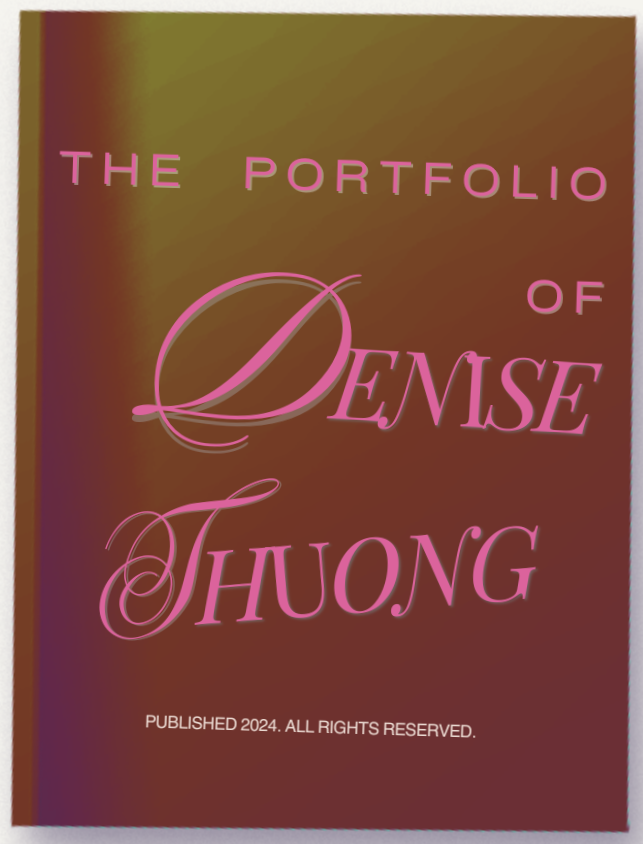 THE PORTFOLIO
OF
DENISE
THUONG
PUBLISHED 2024. ALL RIGHTS RESERVED.